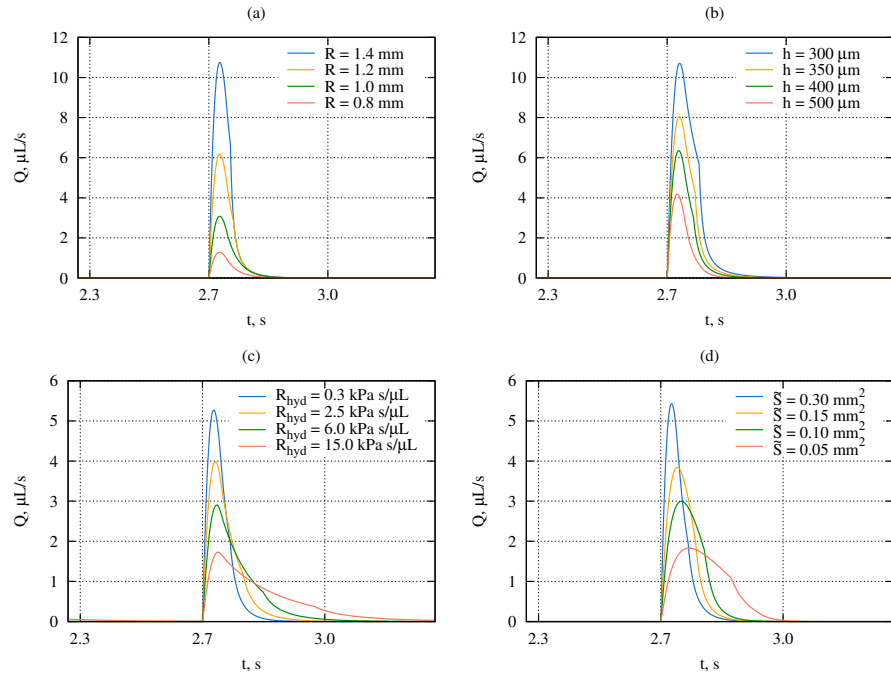 (a)
12
10
8
6
4
2
0
2.3
2.7
3.0
Q, μL/s
t, s
R = 1.4 mm
R = 1.2 mm
R = 1.0 mm
R = 0.8 mm
(b)
12
10
8
6
4
2
0
2.3
2.7
3.0
Q, μL/s
t, s
h = 300 μm
h = 350 μm
h = 400 μm
h = 500 μm
(c)
6
5
4
3
2
1
0
2.3
2.7
3.0
Q, μL/s
t, s
R_hyd = 0.3 kPa s/μL
R_hyd = 2.5 kPa s/μL
R_hyd = 6.0 kPa s/μL
R_hyd = 15.0 kPa s/μL
(d)
6
5
4
3
2
1
0
2.3
2.7
3.0
Q, μL/s
t, s
S̃ = 0.30 mm²
S̃ = 0.15 mm²
S̃ = 0.10 mm²
S̃ = 0.05 mm²